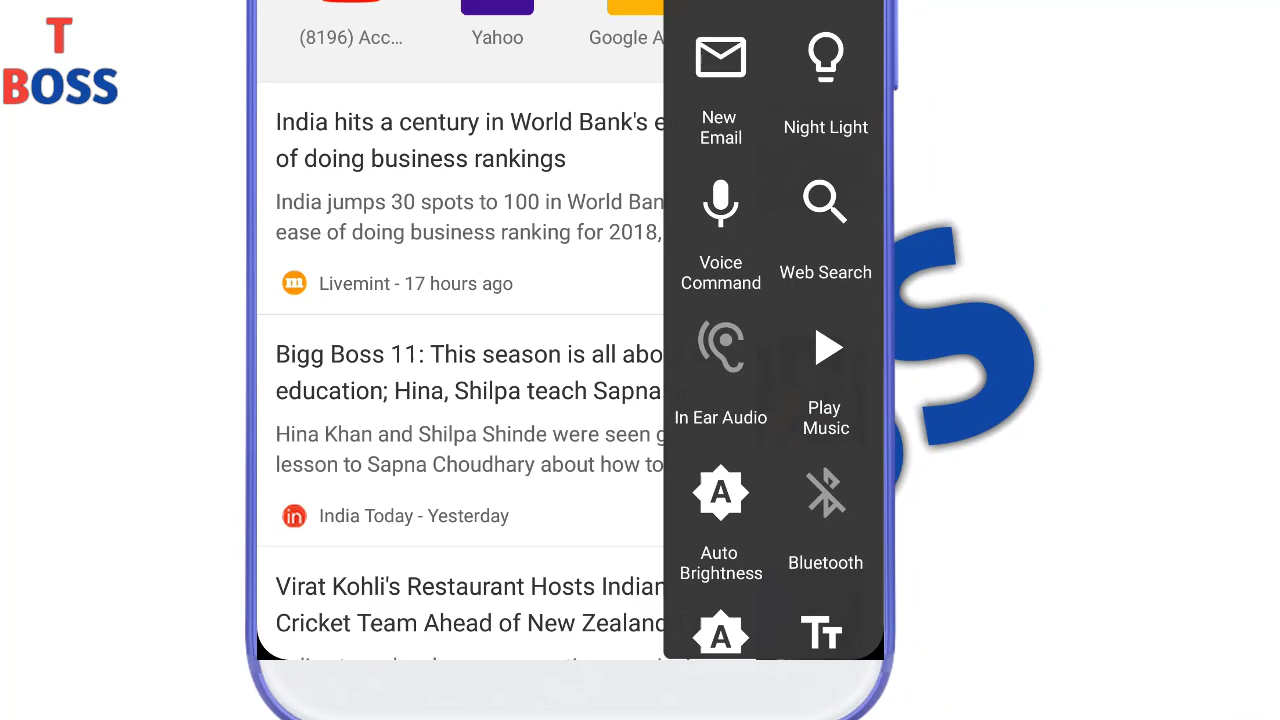 T
BOSS
(8196) Acc...
Yahoo
Google A
India hits a century in World Bank's e
of doing business rankings
India jumps 30 spots to 100 in World Ban
ease of doing business ranking for 2018,
Livemint - 17 hours ago
Bigg Boss 11: This season is all abo
education; Hina, Shilpa teach Sapna
Hina Khan and Shilpa Shinde were seen g
lesson to Sapna Choudhary about how to
India Today - Yesterday
Virat Kohli's Restaurant Hosts Indian
Cricket Team Ahead of New Zealand
New
Email
Night Light
Voice
Command
Web Search
In Ear Audio
Play
Music
A
Auto
Brightness
Bluetooth
A
TT
S